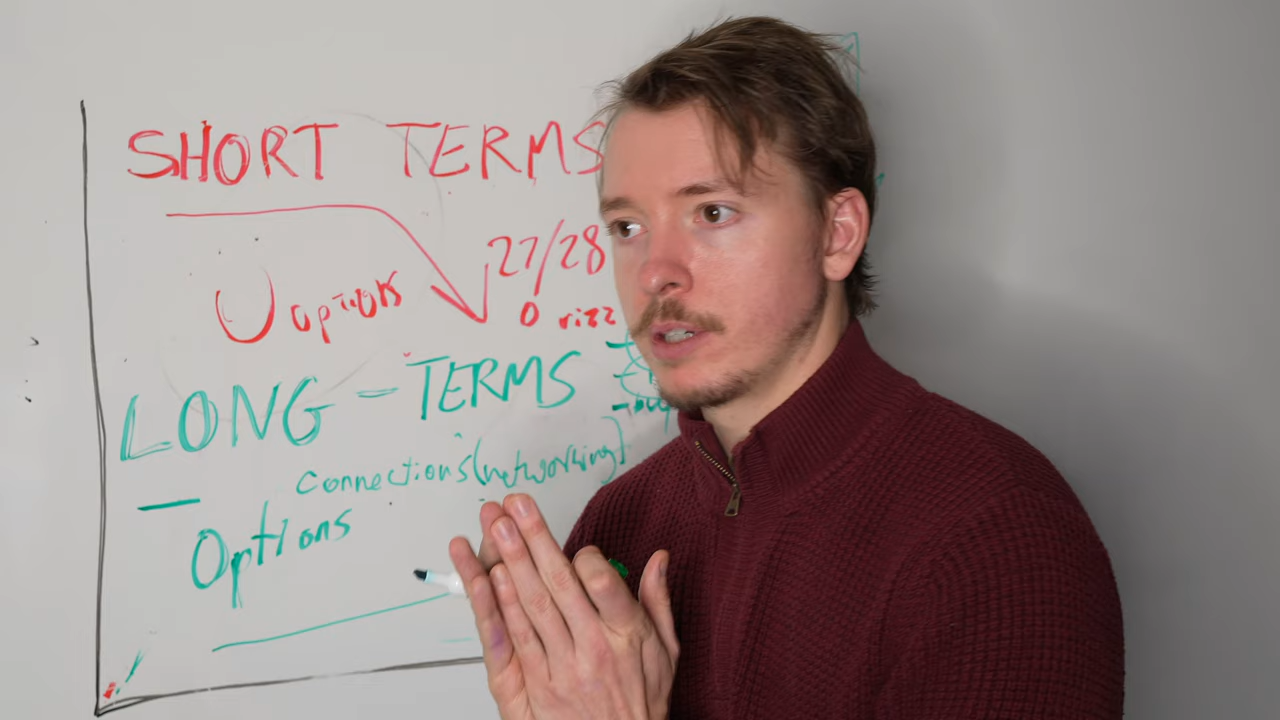 SHORT TERMS
27/28
Options
0 rizz
LONG-TERMS
Connections(networking)
Options